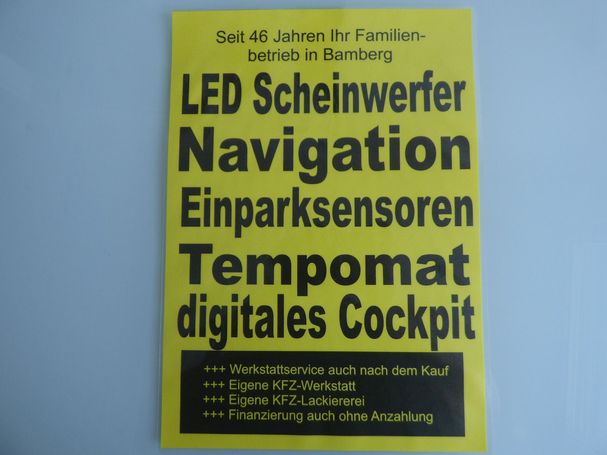 Seit 46 Jahren Ihr Familien-
betrieb in Bamberg
LED Scheinwerfer
Navigation
Einparksensoren
Tempomat
digitales Cockpit
+++ Werkstattservice auch nach dem Kauf
+++ Eigene KFZ-Werkstatt
+++ Eigene KFZ-Lackiererei
+++ Finanzierung auch ohne Anzahlung